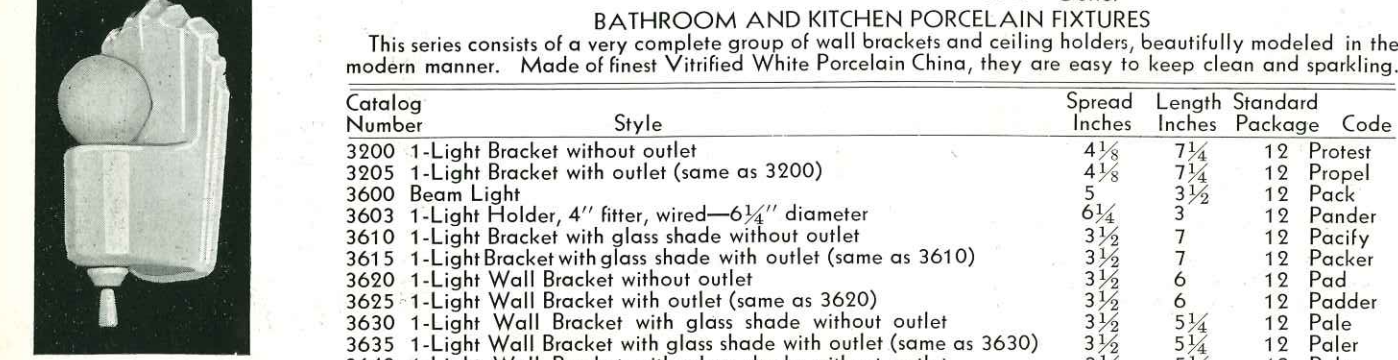 BATHROOM AND KITCHEN PORCELAIN FIXTURES
This series consists of a very complete group of wall brackets and ceiling holders, beautifully modeled in the
modern manner. Made of finest Vitrified White Porcelain China, they are easy to keep clean and sparkling.
Catalog Spread Length Standard
Number Style Inches Inches Package Code
3200 1-Light Bracket without outlet 4⅛ 7¼ 12 Protest
3205 1-Light Bracket with outlet (same as 3200) 4⅛ 7¼ 12 Propel
3600 Beam Light 5 3½ 12 Pack
3603 1-Light Holder, 4″ fitter, wired—6¼″ diameter 6¼ 3 12 Pander
3610 1-Light Bracket with glass shade without outlet 3½ 7 12 Pacify
3615 1-Light Bracket with glass shade with outlet (same as 3610) 3½ 7 12 Packer
3620 1-Light Wall Bracket without outlet 3½ 6 12 Pad
3625 1-Light Wall Bracket with outlet (same as 3620) 3½ 6 12 Padder
3630 1-Light Wall Bracket with glass shade without outlet 3½ 5¼ 12 Pale
3635 1-Light Wall Bracket with glass shade with outlet (same as 3630) 3½ 5¼ 12 Paler